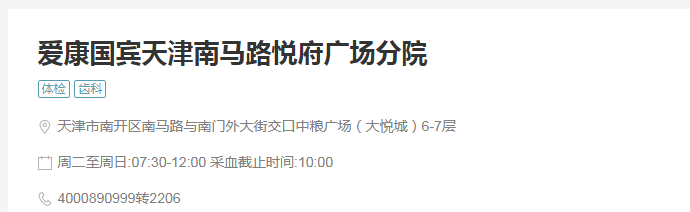 爱康国宾天津南马路悦府广场分院
体检 齿科
天津市南开区南马路与南门外大街交口中粮广场（大悦城）6-7层
周二至周日:07:30-12:00 采血截止时间:10:00
4000890999转2206